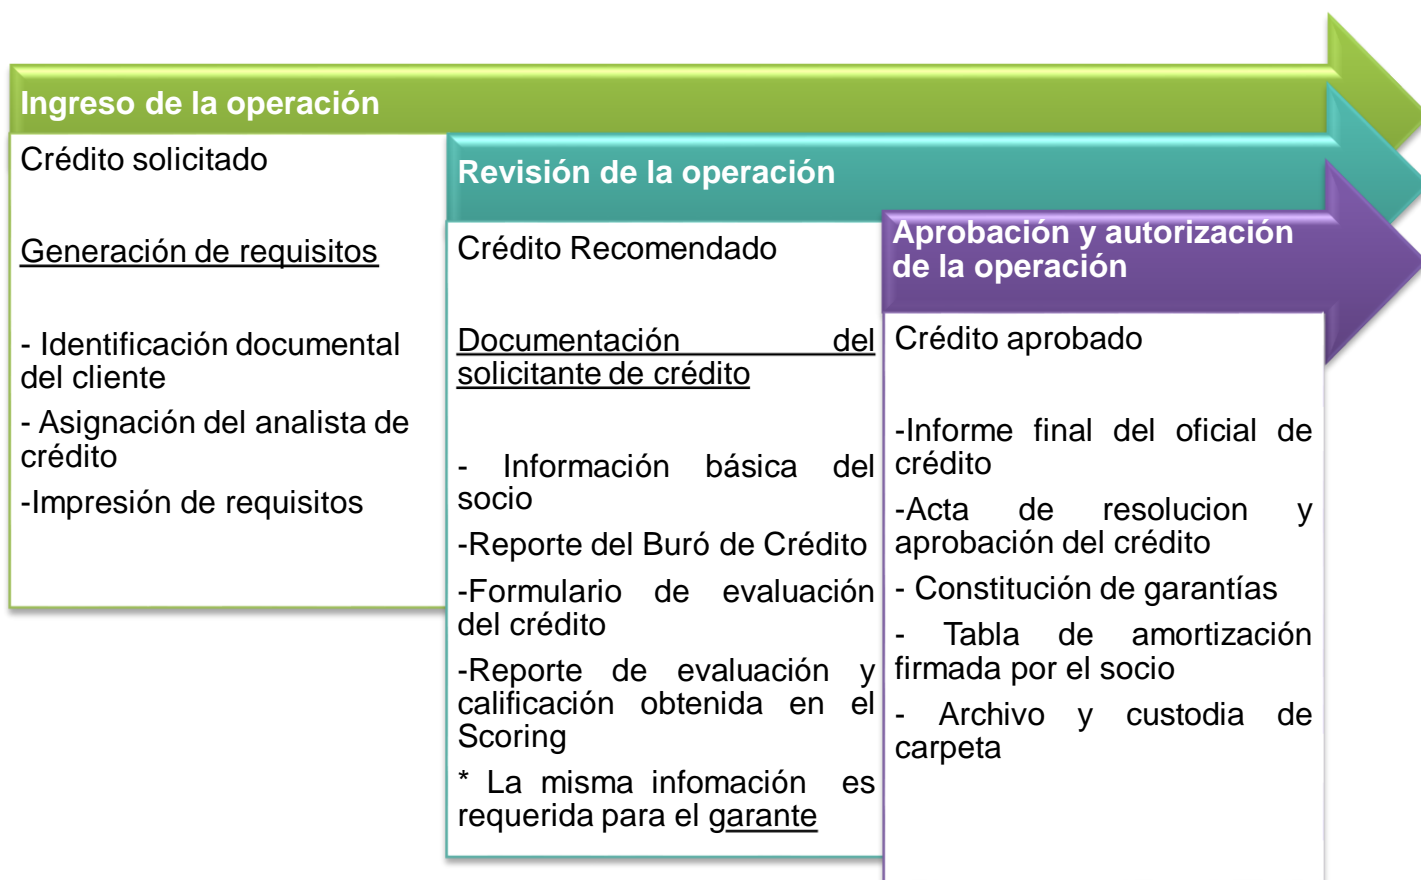 Ingreso de la operación
Crédito solicitado
Generación de requisitos
- Identificación documental
del cliente
- Asignación del analista de
crédito
-Impresión de requisitos
Revisión de la operación
Crédito Recomendado
Documentación del
solicitante de crédito
- Información básica del
socio
-Reporte del Buró de Crédito
-Formulario de evaluación
del crédito
-Reporte de evaluación y
calificación obtenida en el
Scoring
* La misma infomación es
requerida para el garante
Aprobación y autorización
de la operación
Crédito aprobado
-Informe final del oficial de
crédito
-Acta de resolucion y
aprobación del crédito
- Constitución de garantías
- Tabla de amortización
firmada por el socio
- Archivo y custodia de
carpeta